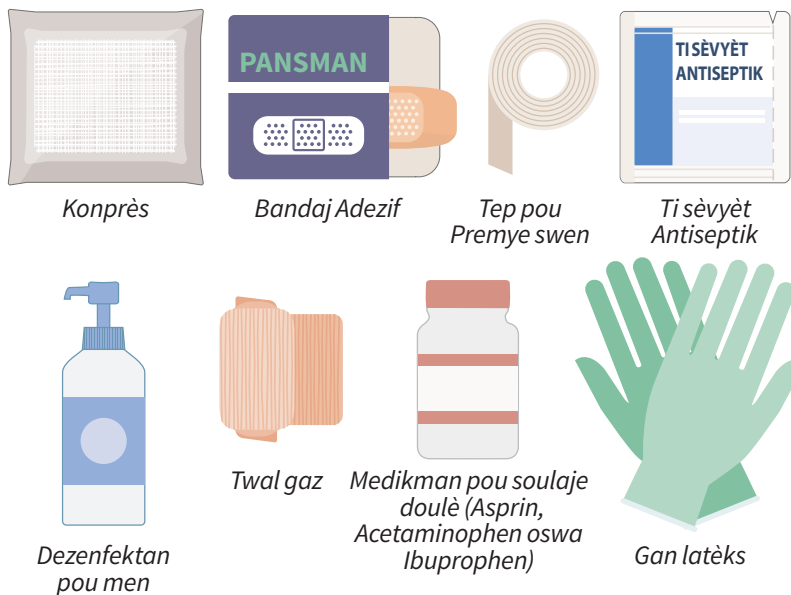 PANSMAN
TI SÈVYÈT
ANTISEPTIK
Konprès
Bandaj Adezif
Tep pou
Premye swen
Ti sèvyèt
Antiseptik
Twal gaz
Medikman pou soulaje
doulè (Asprin,
Acetaminophen oswa
Ibuprophen)
Dezenfektan
pou men
Gan latèks